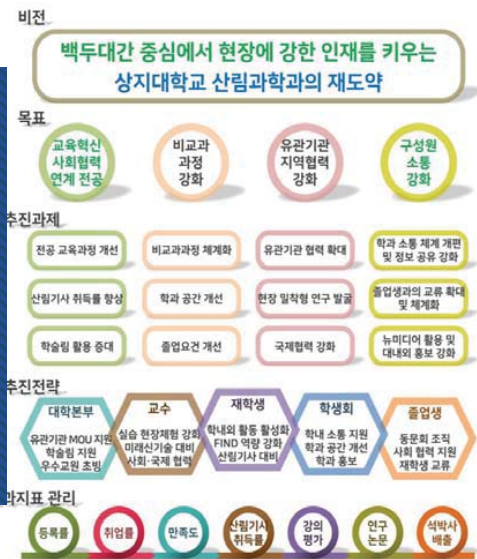 비전
백두대간 중심에서 현장에 강한 인재를 키우는
상지대학교 산림과학과의 재도약
목표
교육혁신
사회협력
연계 전공
비교과
과정
강화
유관기관
지역협력
강화
구성원
소통
강화
추진과제
전공 교육과정 개선
비교과과정 체계화
유관기관 협력 확대
학과 소통 체계 개편
및 정보 공유 강화
산림기사 취득률 향상
학과 공간 개선
현장 밀착형 연구 발굴
졸업생과의 교류 확대
및 체계화
학술림 활용 증대
졸업요건 개선
국제협력 강화
뉴미디어 활용 및
대내외 홍보 강화
추진전략
대학본부
유관기관 MOU 지원
학술림 지원
우수교원 초빙
교수
실습 현장체험 강화
미래신기술 대비
사회·국제 협력
재학생
학내외 활동 활성화
FIND 역량 강화
산림기사 대비
학생회
학내 소통 지원
학과 공간 개선
학과 홍보
졸업생
동문회 조직
사회 협력 지원
재학생 교류
과지표 관리
등록률
취업률
만족도
산림기사
취득률
강의
평가
연구
논문
석박사
배출